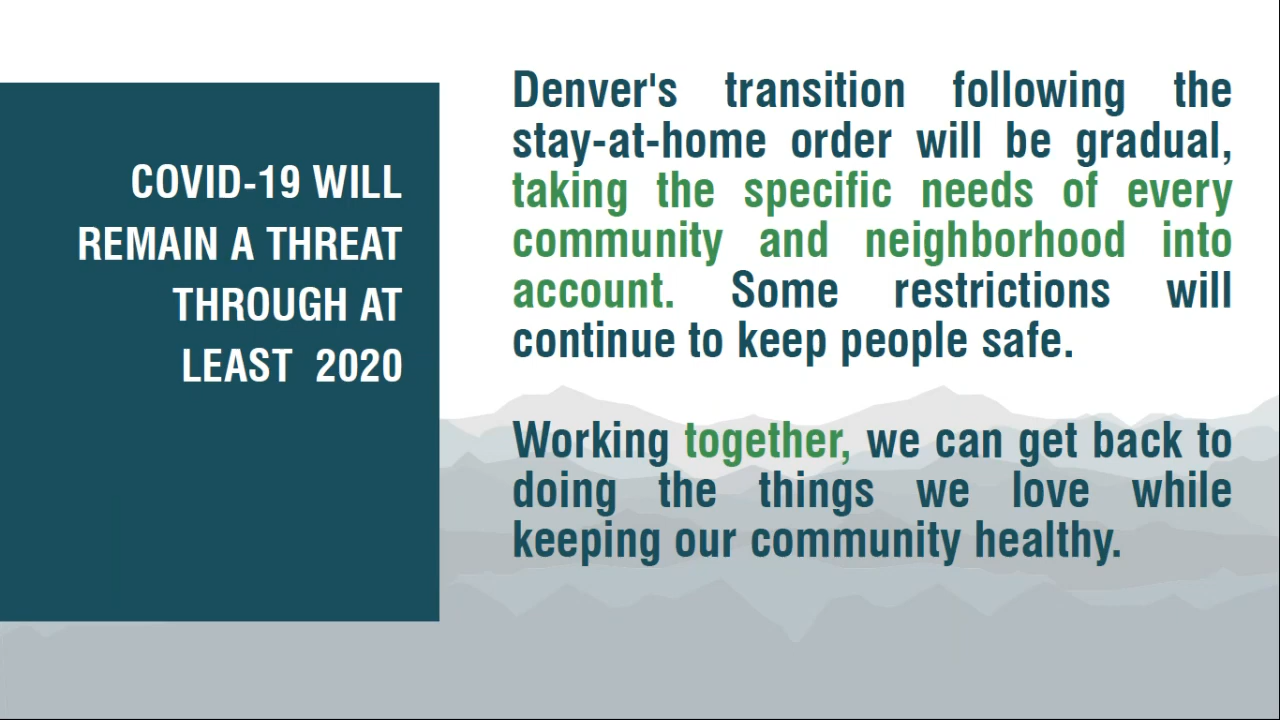 COVID-19 WILL
REMAIN A THREAT
THROUGH AT
LEAST 2020
Denver's transition following the
stay-at-home order will be gradual,
taking the specific needs of every
community and neighborhood into
account. Some restrictions will
continue to keep people safe.
Working together, we can get back to
doing the things we love while
keeping our community healthy.